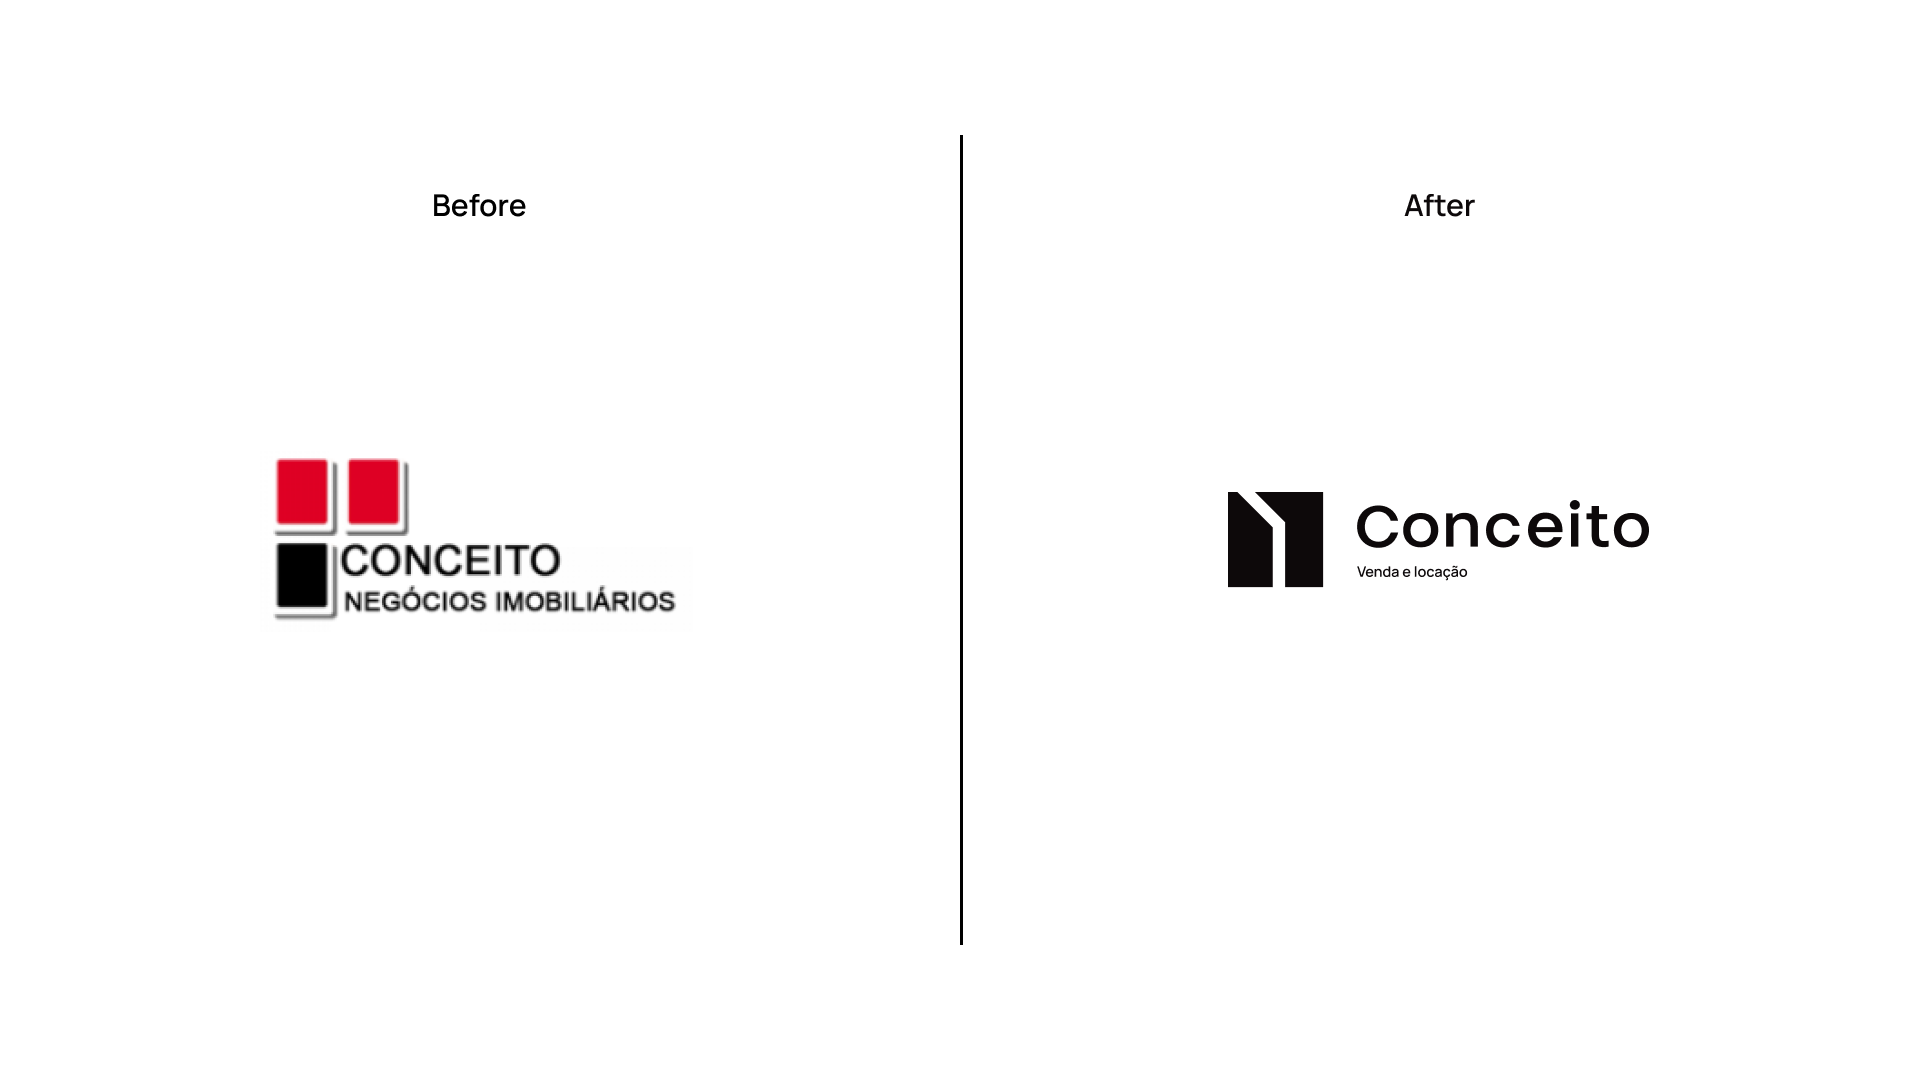 Before
After
CONCEITO
NEGÓCIOS IMOBILIÁRIOS
Conceito
Venda e locação